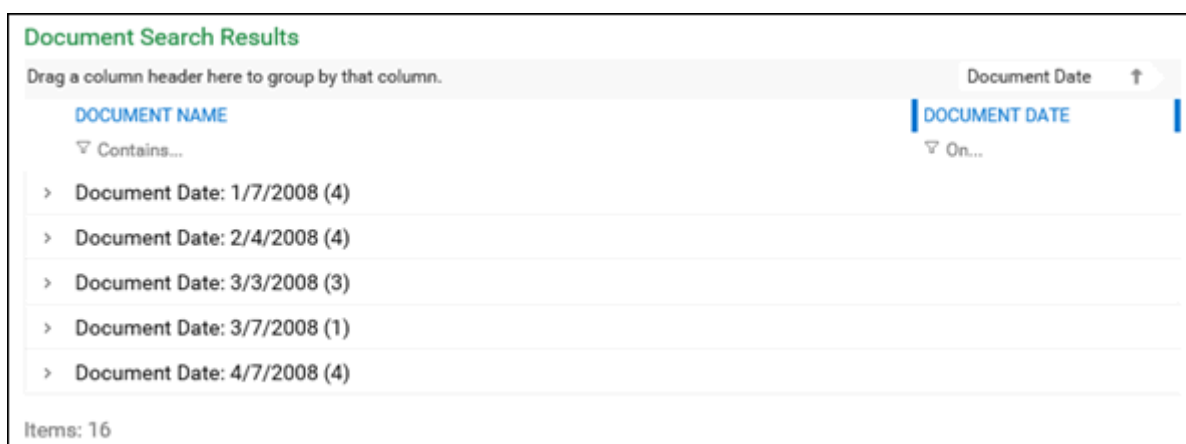 Document Search Results
Drag a column header here to group by that column.
Document Date
DOCUMENT NAME
DOCUMENT DATE
Contains...
On...
Document Date: 1/7/2008 (4)
Document Date: 2/4/2008 (4)
Document Date: 3/3/2008 (3)
Document Date: 3/7/2008 (1)
Document Date: 4/7/2008 (4)
Items: 16